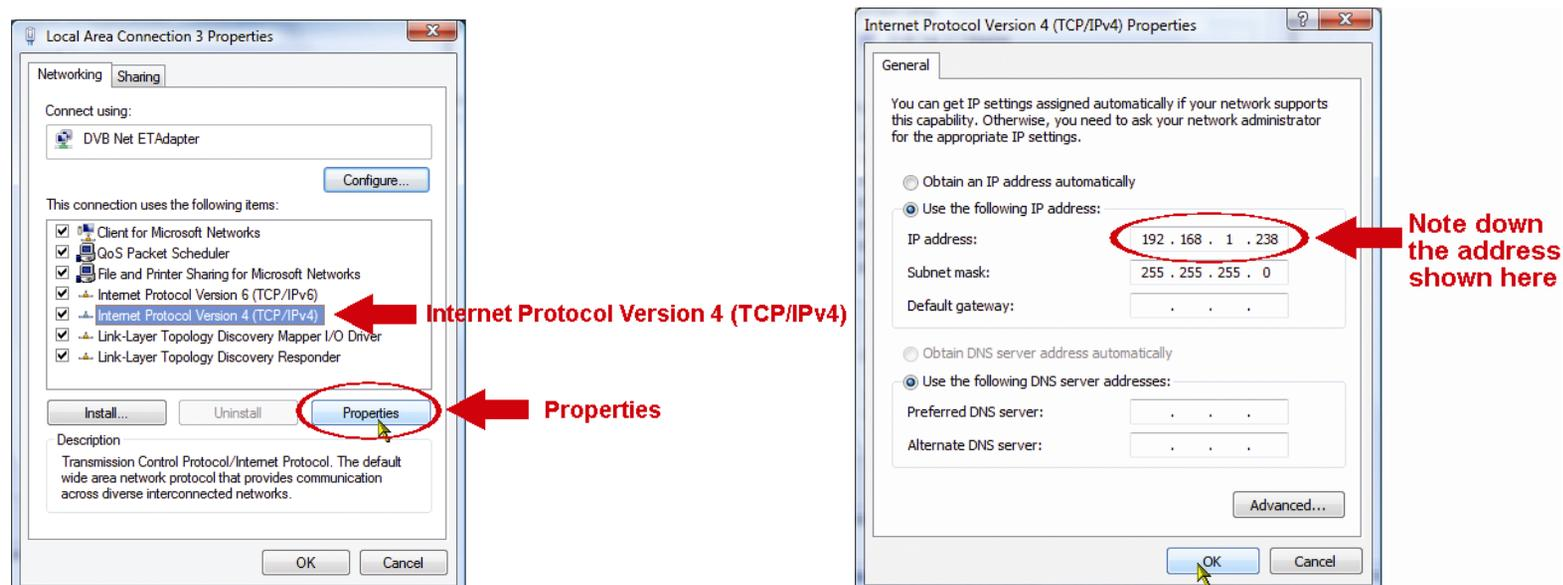 Local Area Connection 3 Properties
Networking
Sharing
Connect using:
DVB Net ETAdapter
Configure...
This connection uses the following items:
Client for Microsoft Networks
QoS Packet Scheduler
File and Printer Sharing for Microsoft Networks
Internet Protocol Version 6 (TCP/IPv6)
Internet Protocol Version 4 (TCP/IPv4)
Link-Layer Topology Discovery Mapper I/O Driver
Link-Layer Topology Discovery Responder
Install...
Uninstall
Properties
Description
Transmission Control Protocol/Internet Protocol. The default
wide area network protocol that provides communication
across diverse interconnected networks.
OK
Cancel
Internet Protocol Version 4 (TCP/IPv4)
Properties
Internet Protocol Version 4 (TCP/IPv4) Properties
General
You can get IP settings assigned automatically if your network supports
this capability. Otherwise, you need to ask your network administrator
for the appropriate IP settings.
Obtain an IP address automatically
Use the following IP address:
IP address: 192 . 168 . 1 . 238
Subnet mask: 255 . 255 . 255 . 0
Default gateway: . . .
Obtain DNS server address automatically
Use the following DNS server addresses:
Preferred DNS server: . . .
Alternate DNS server: . . .
Advanced...
OK
Cancel
Note down
the address
shown here